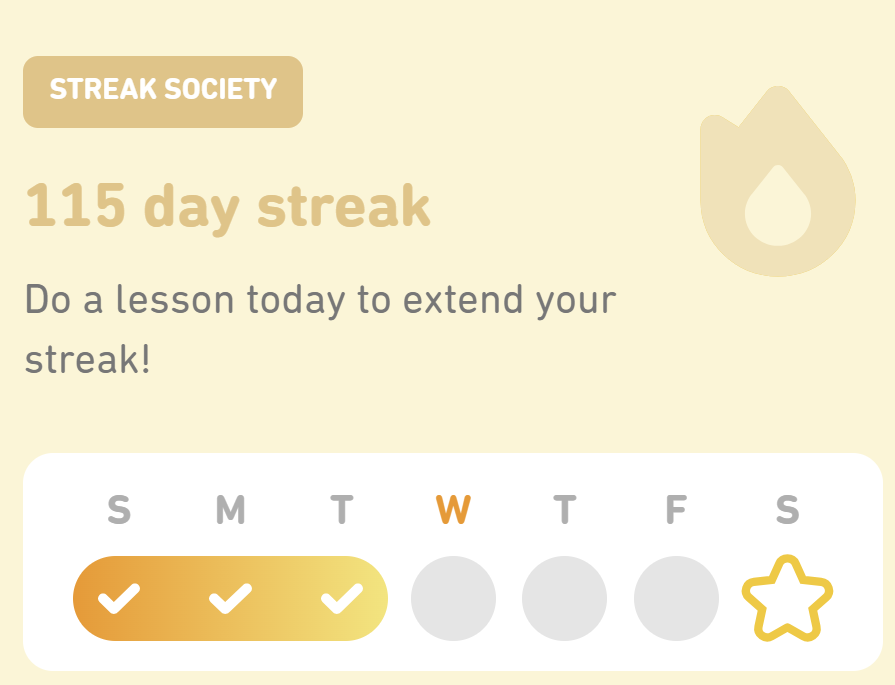 STREAK SOCIETY
115 day streak
Do a lesson today to extend your
streak!
S M T W T F S